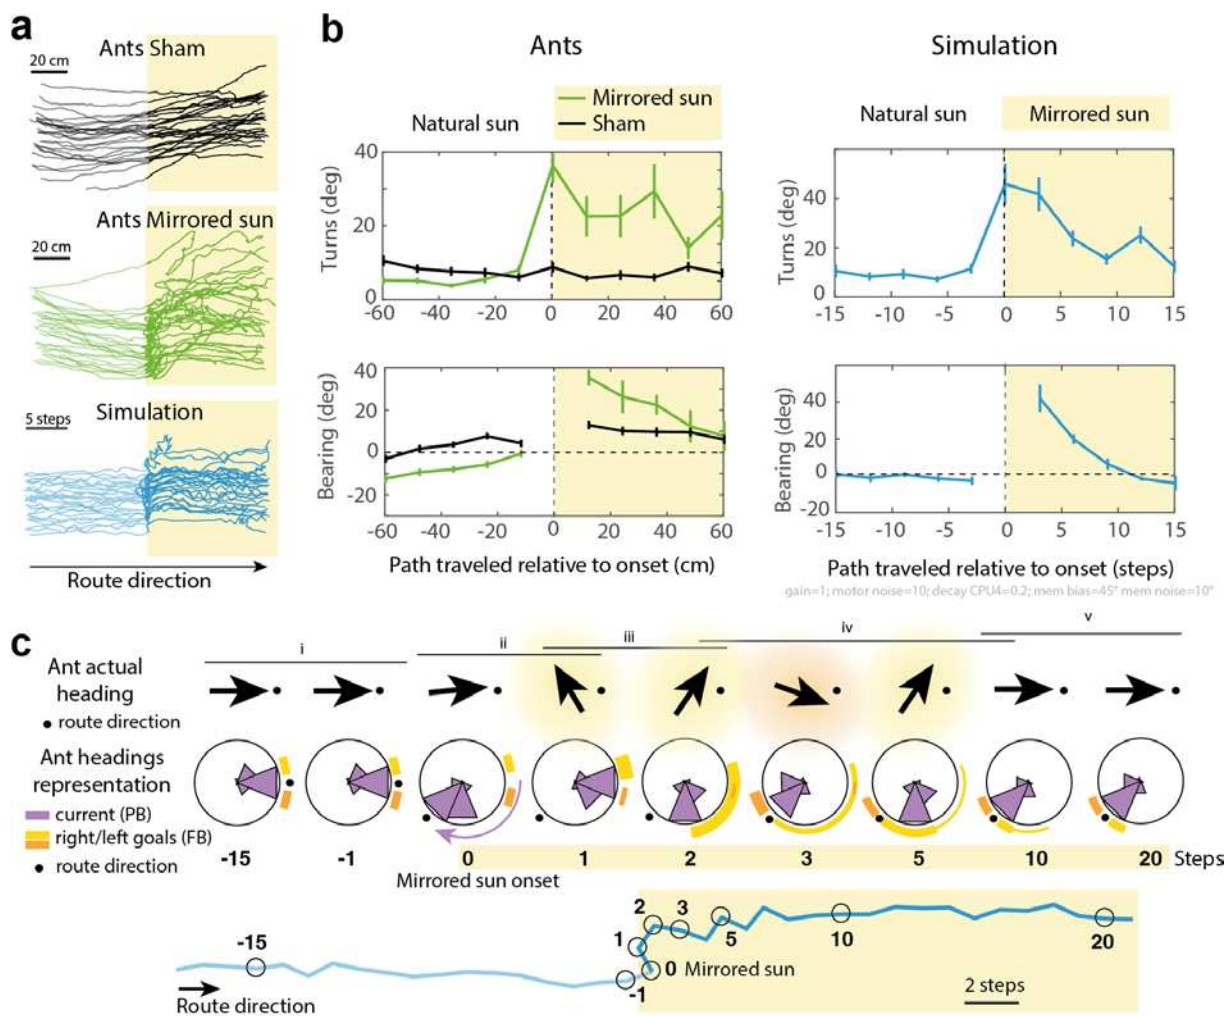 a
Ants Sham
20 cm
Ants Mirrored sun
20 cm
Simulation
5 steps
Route direction
b
Ants
Mirrored sun
Sham
Natural sun
Turns (deg)
40
20
0
-60 -40 -20 0 20 40 60
Bearing (deg)
40
20
0
-20
-60 -40 -20 0 20 40 60
Path traveled relative to onset (cm)
Simulation
Natural sun
Mirrored sun
Turns (deg)
40
20
0
-15 -10 -5 0 5 10 15
Bearing (deg)
40
20
0
-20
-15 -10 -5 0 5 10 15
Path traveled relative to onset (steps)
gain=1; motor noise=10; decay CPU4=0.2; mem bias=45° mem noise=10°
c
i ii iii iv v
Ant actual
heading
route direction
Ant headings
representation
current (PB)
right/left goals (FB)
route direction
-15 -1 0 1 2 3 5 10 20 Steps
Mirrored sun onset
-15
-1
0
1
2
3
5
10
20
Mirrored sun
Route direction
2 steps